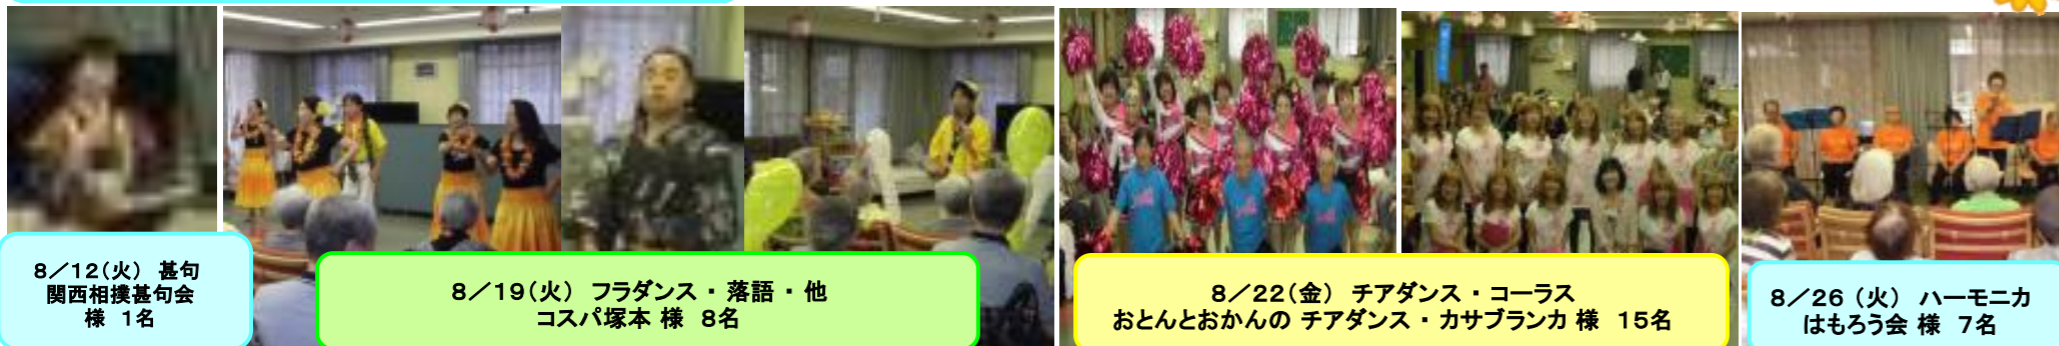 8／12(火) 甚句
関西相撲甚句会
様 1名
8／19(火) フラダンス ・ 落語 ・ 他
コスパ塚本 様 8名
8／22(金) チアダンス ・ コーラス
おとんとおかんの チアダンス ・ カサブランカ 様 15名
8／26 (火) ハーモニカ
はもろう会 様 7名